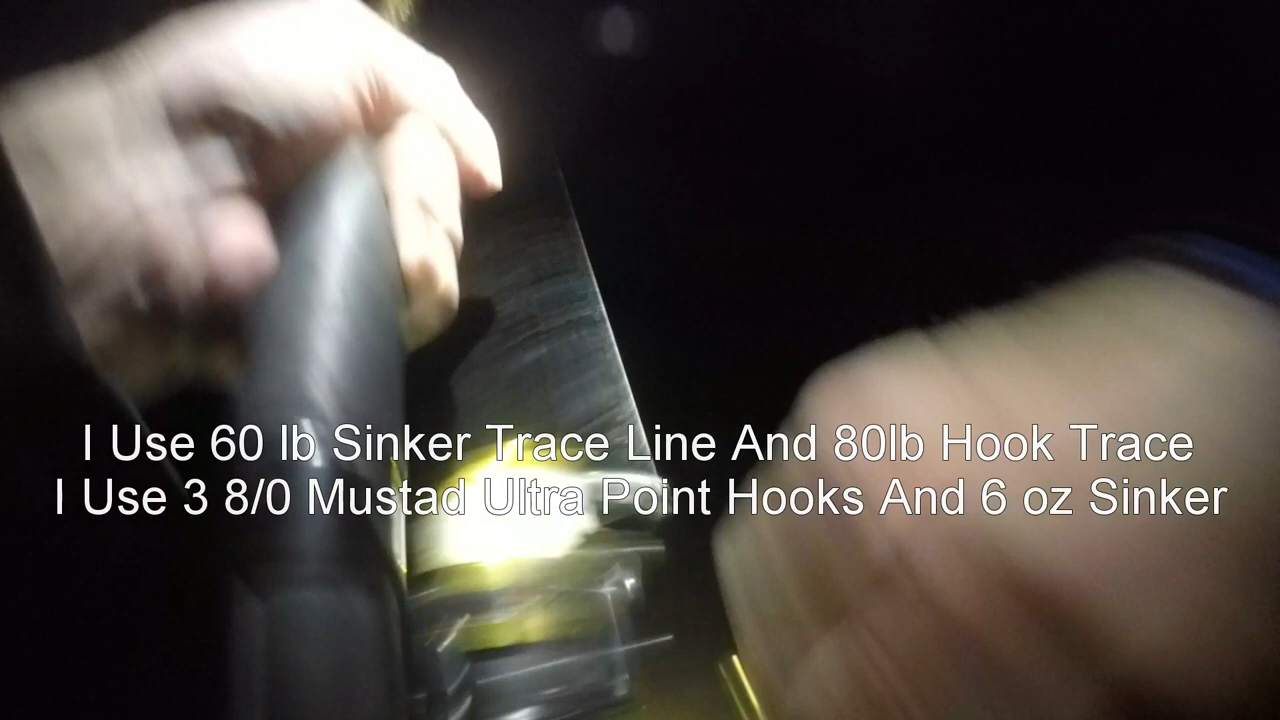 I Use 60 lb Sinker Trace Line And 80lb Hook Trace
I Use 3 8/0 Mustad Ultra Point Hooks And 6 oz Sinker